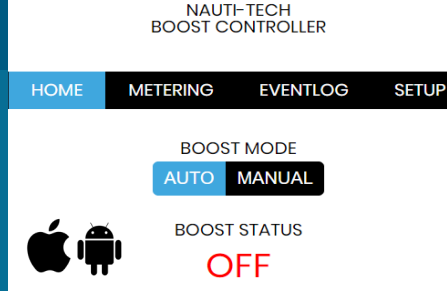 NAUTI-TECH
BOOST CONTROLLER
HOME METERING EVENTLOG SETUP
BOOST MODE
AUTO MANUAL
BOOST STATUS
OFF